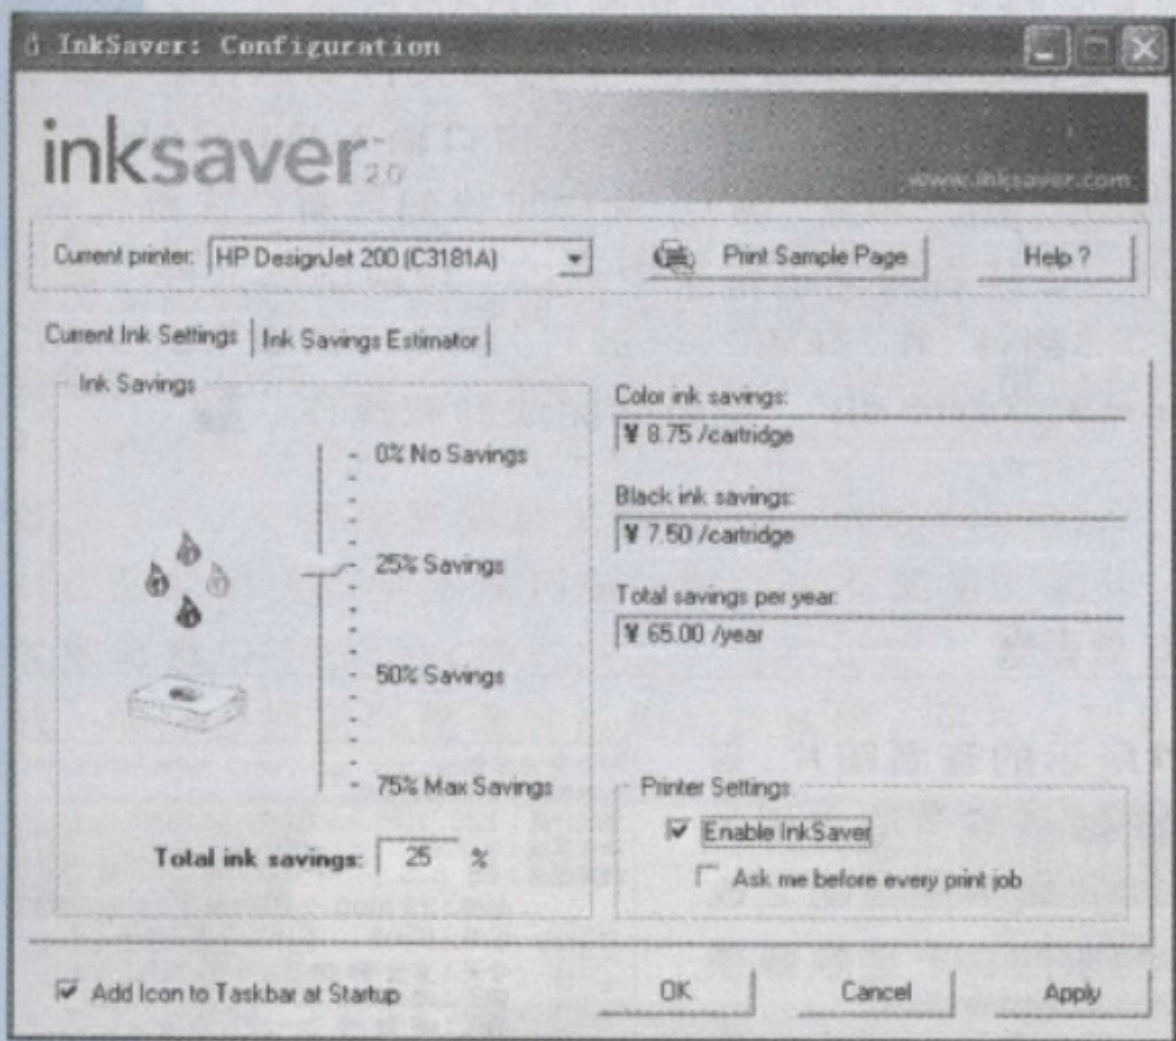 InkSaver: Configuration
inksaver 2.0
www.inksaver.com
Current printer: HP DesignJet 200 (C3181A) Print Sample Page Help ?
Current Ink Settings Ink Savings Estimator
Ink Savings
0% No Savings
25% Savings
50% Savings
75% Max Savings
Total ink savings: 25 %
Color ink savings:
¥ 8.75 /cartridge
Black ink savings:
¥ 7.50 /cartridge
Total savings per year:
¥ 65.00 /year
Printer Settings
Enable InkSaver
Ask me before every print job
Add Icon to Taskbar at Startup OK Cancel Apply